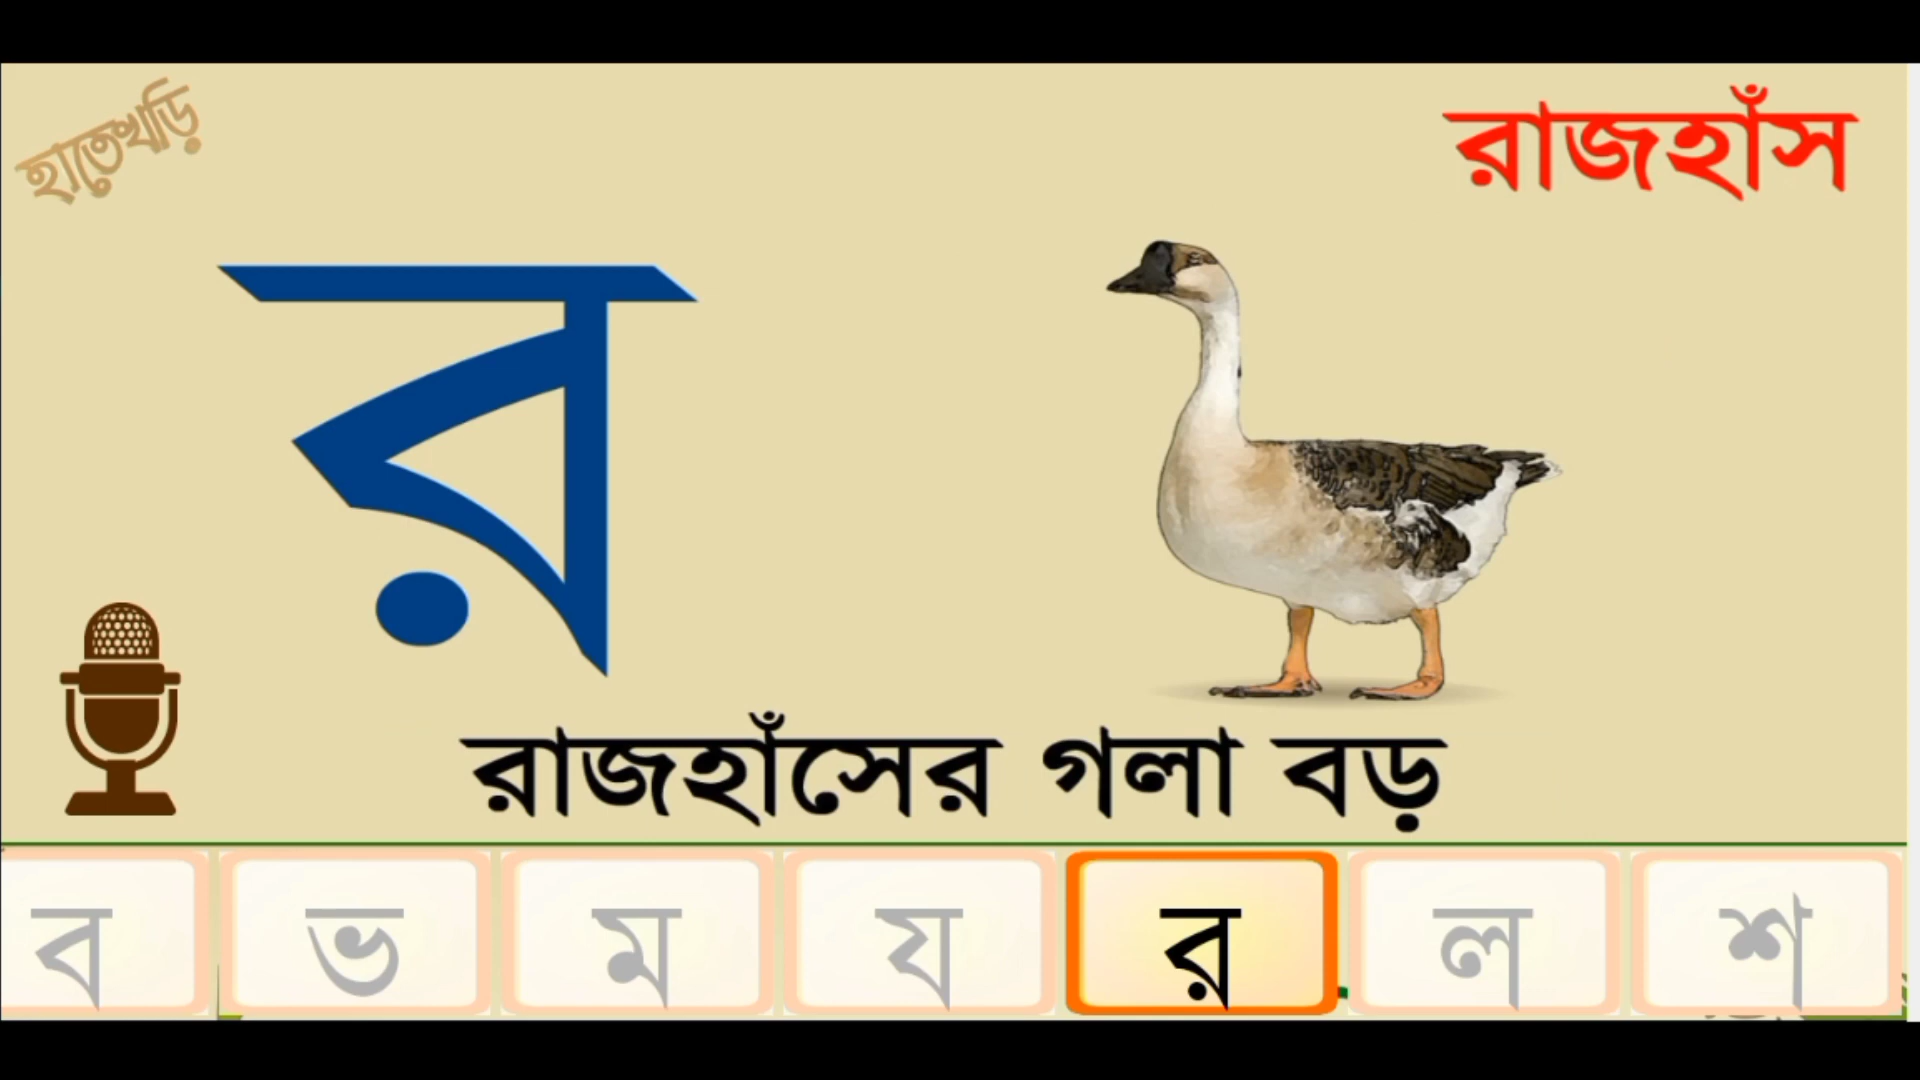 হাতেখড়ি
রাজহাঁস
র
রাজহাঁসের গলা বড়
ব ভ ম য র ল শ